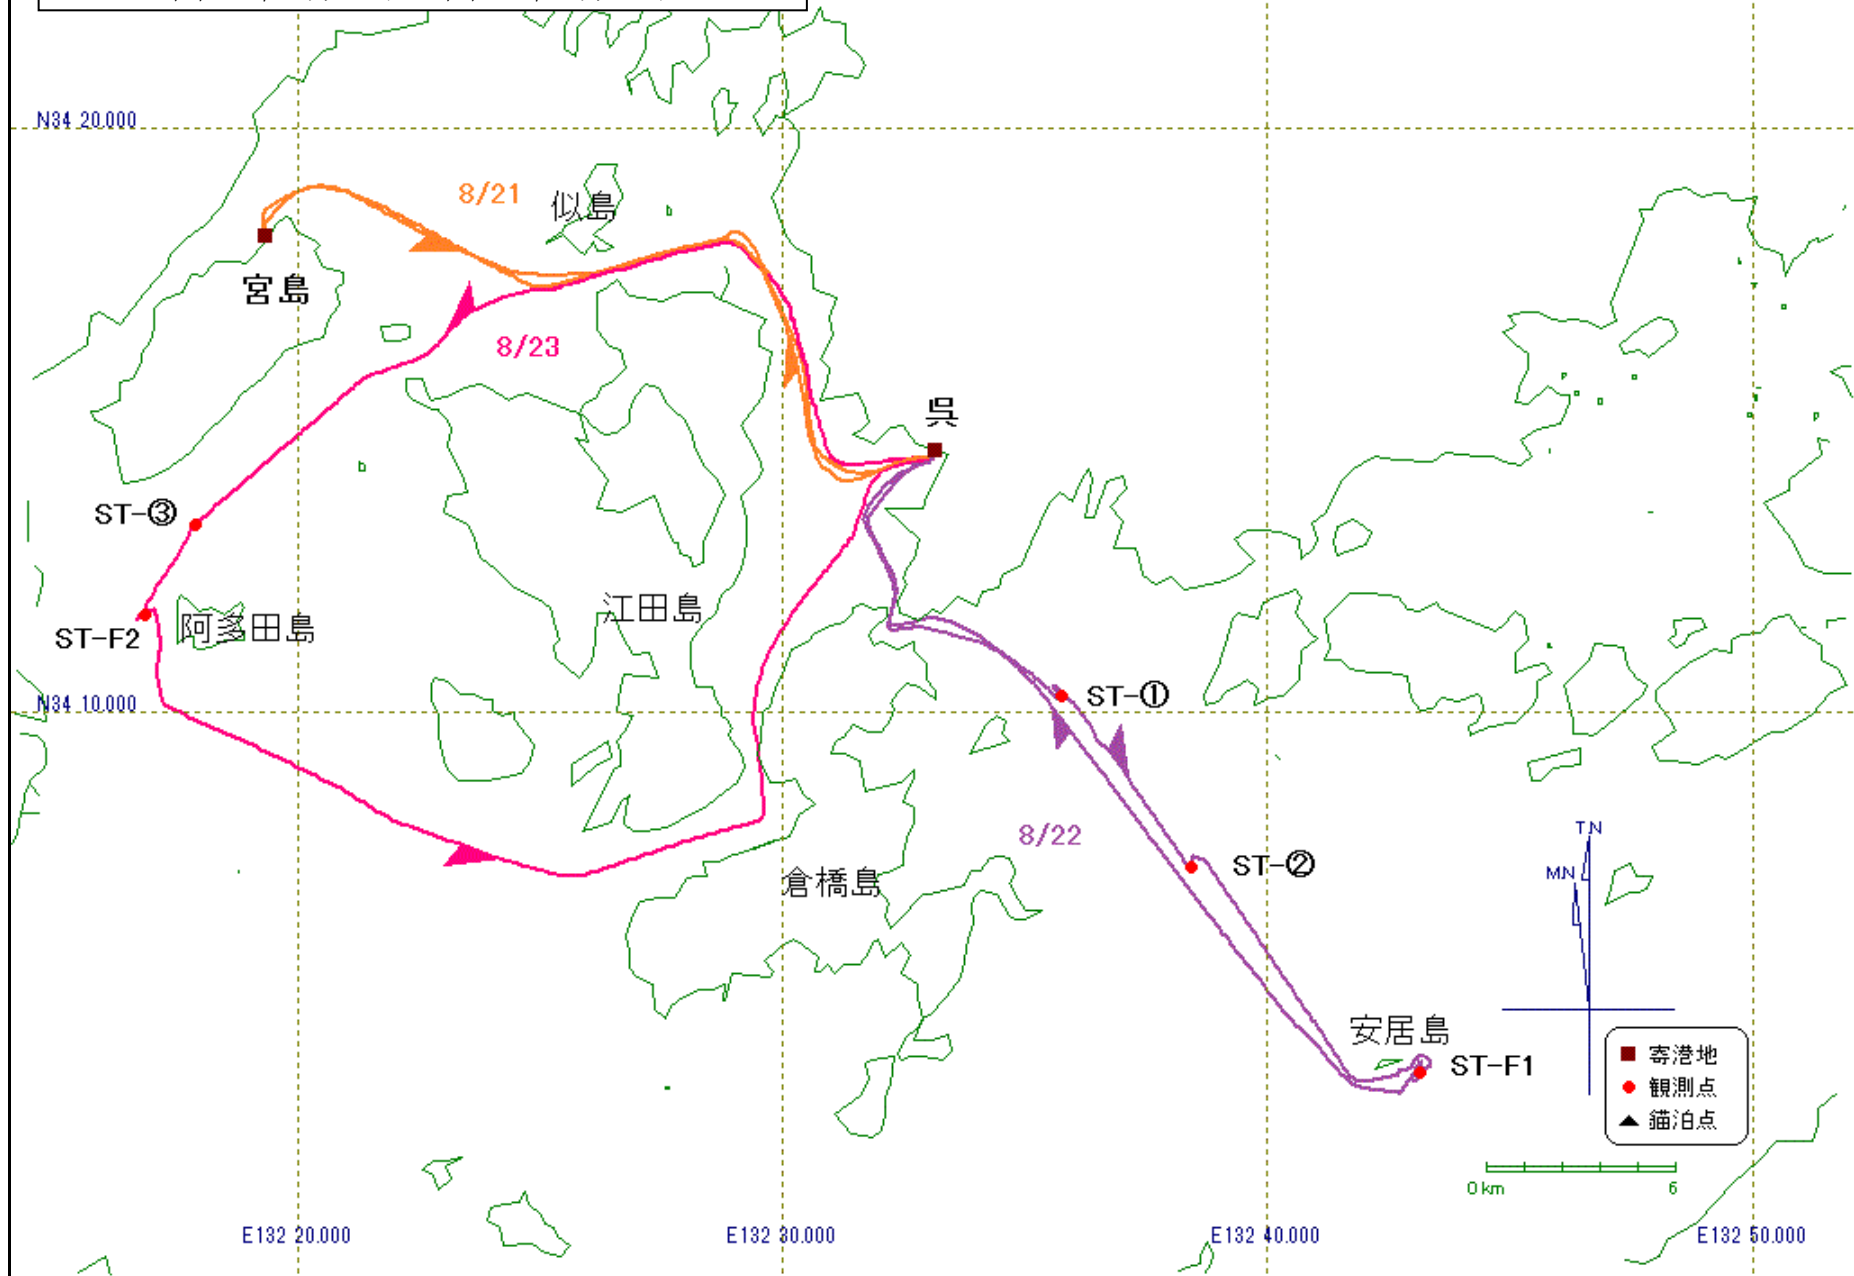 N34 20.000
8/21
似島
宮島
8/23
呉
ST-③
江田島
阿多田島
ST-F2
ST-①
N34 10.000
8/22
T.N
ST-②
M.N
倉橋島
安居島
ST-F1
寄港地
観測点
錨泊点
0 km 6
E132 20.000 E132 30.000 E132 40.000 E132 50.000